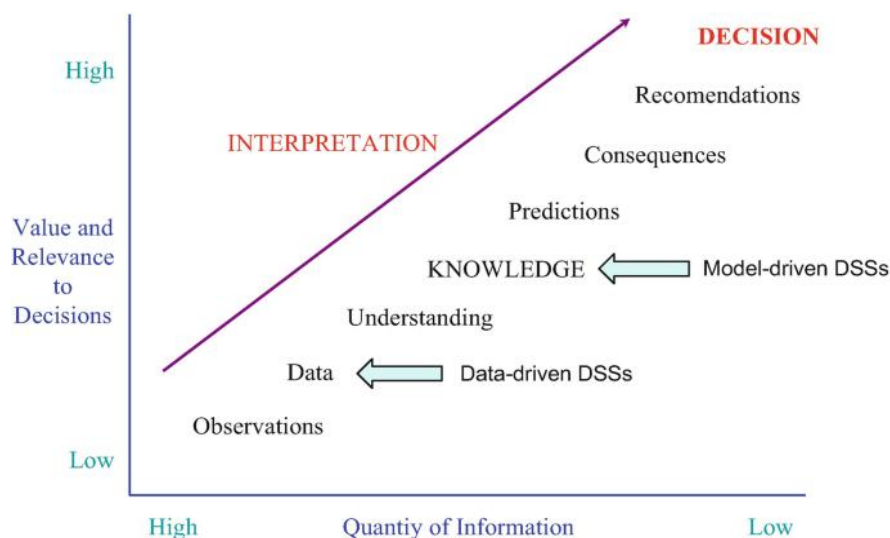 DECISION
High
Recomendations
INTERPRETATION
Consequences
Predictions
Value and
Relevance
to
Decisions
KNOWLEDGE
Model-driven DSSs
Understanding
Data
Data-driven DSSs
Observations
Low
High
Quantiy of Information
Low